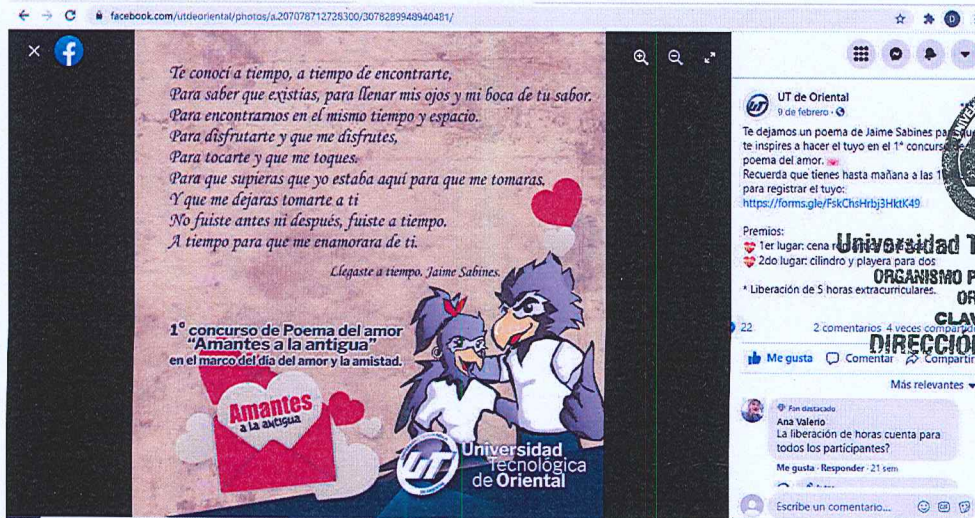 facebook.com/utdeoriental/photos/a.207078712728300/3078289948940481/
Te conocí a tiempo, a tiempo de encontrarte,
Para saber que existías, para llenar mis ojos y mi boca de tu sabor.
Para encontrarnos en el mismo tiempo y espacio.
Para disfrutarte y que me disfrutes,
Para tocarte y que me toques.
Para que supieras que yo estaba aquí para que me tomaras,
Y que me dejaras tomarte a ti
No fuiste antes ni después, fuiste a tiempo.
A tiempo para que me enamorara de ti.
Llegaste a tiempo. Jaime Sabines.
1° concurso de Poema del amor
"Amantes a la antigua"
en el marco del día del amor y la amistad.
Amantes
a la antigua
UT
Universidad
Tecnológica
de Oriental
UT de Oriental
9 de febrero
Te dejamos un poema de Jaime Sabines para que
te inspires a hacer el tuyo en el 1° concurso de
poema del amor.
Recuerda que tienes hasta mañana a las
para registrar el tuyo:
https://forms.gle/FskChsHrbj3HktK49
Premios:
1er lugar: cena
2do lugar: cilindro y playera para dos
* Liberación de 5 horas extracurriculares.
Universidad T
ORGANISMO P
OR
CLAV
DIRECCIÓN
22
2 comentarios 4 veces compartido
Me gusta Comentar Compartir
Más relevantes
Fan destacado
Ana Valerio
La liberación de horas cuenta para
todos los participantes?
Me gusta · Responder · 21 sem
Escribe un comentario...